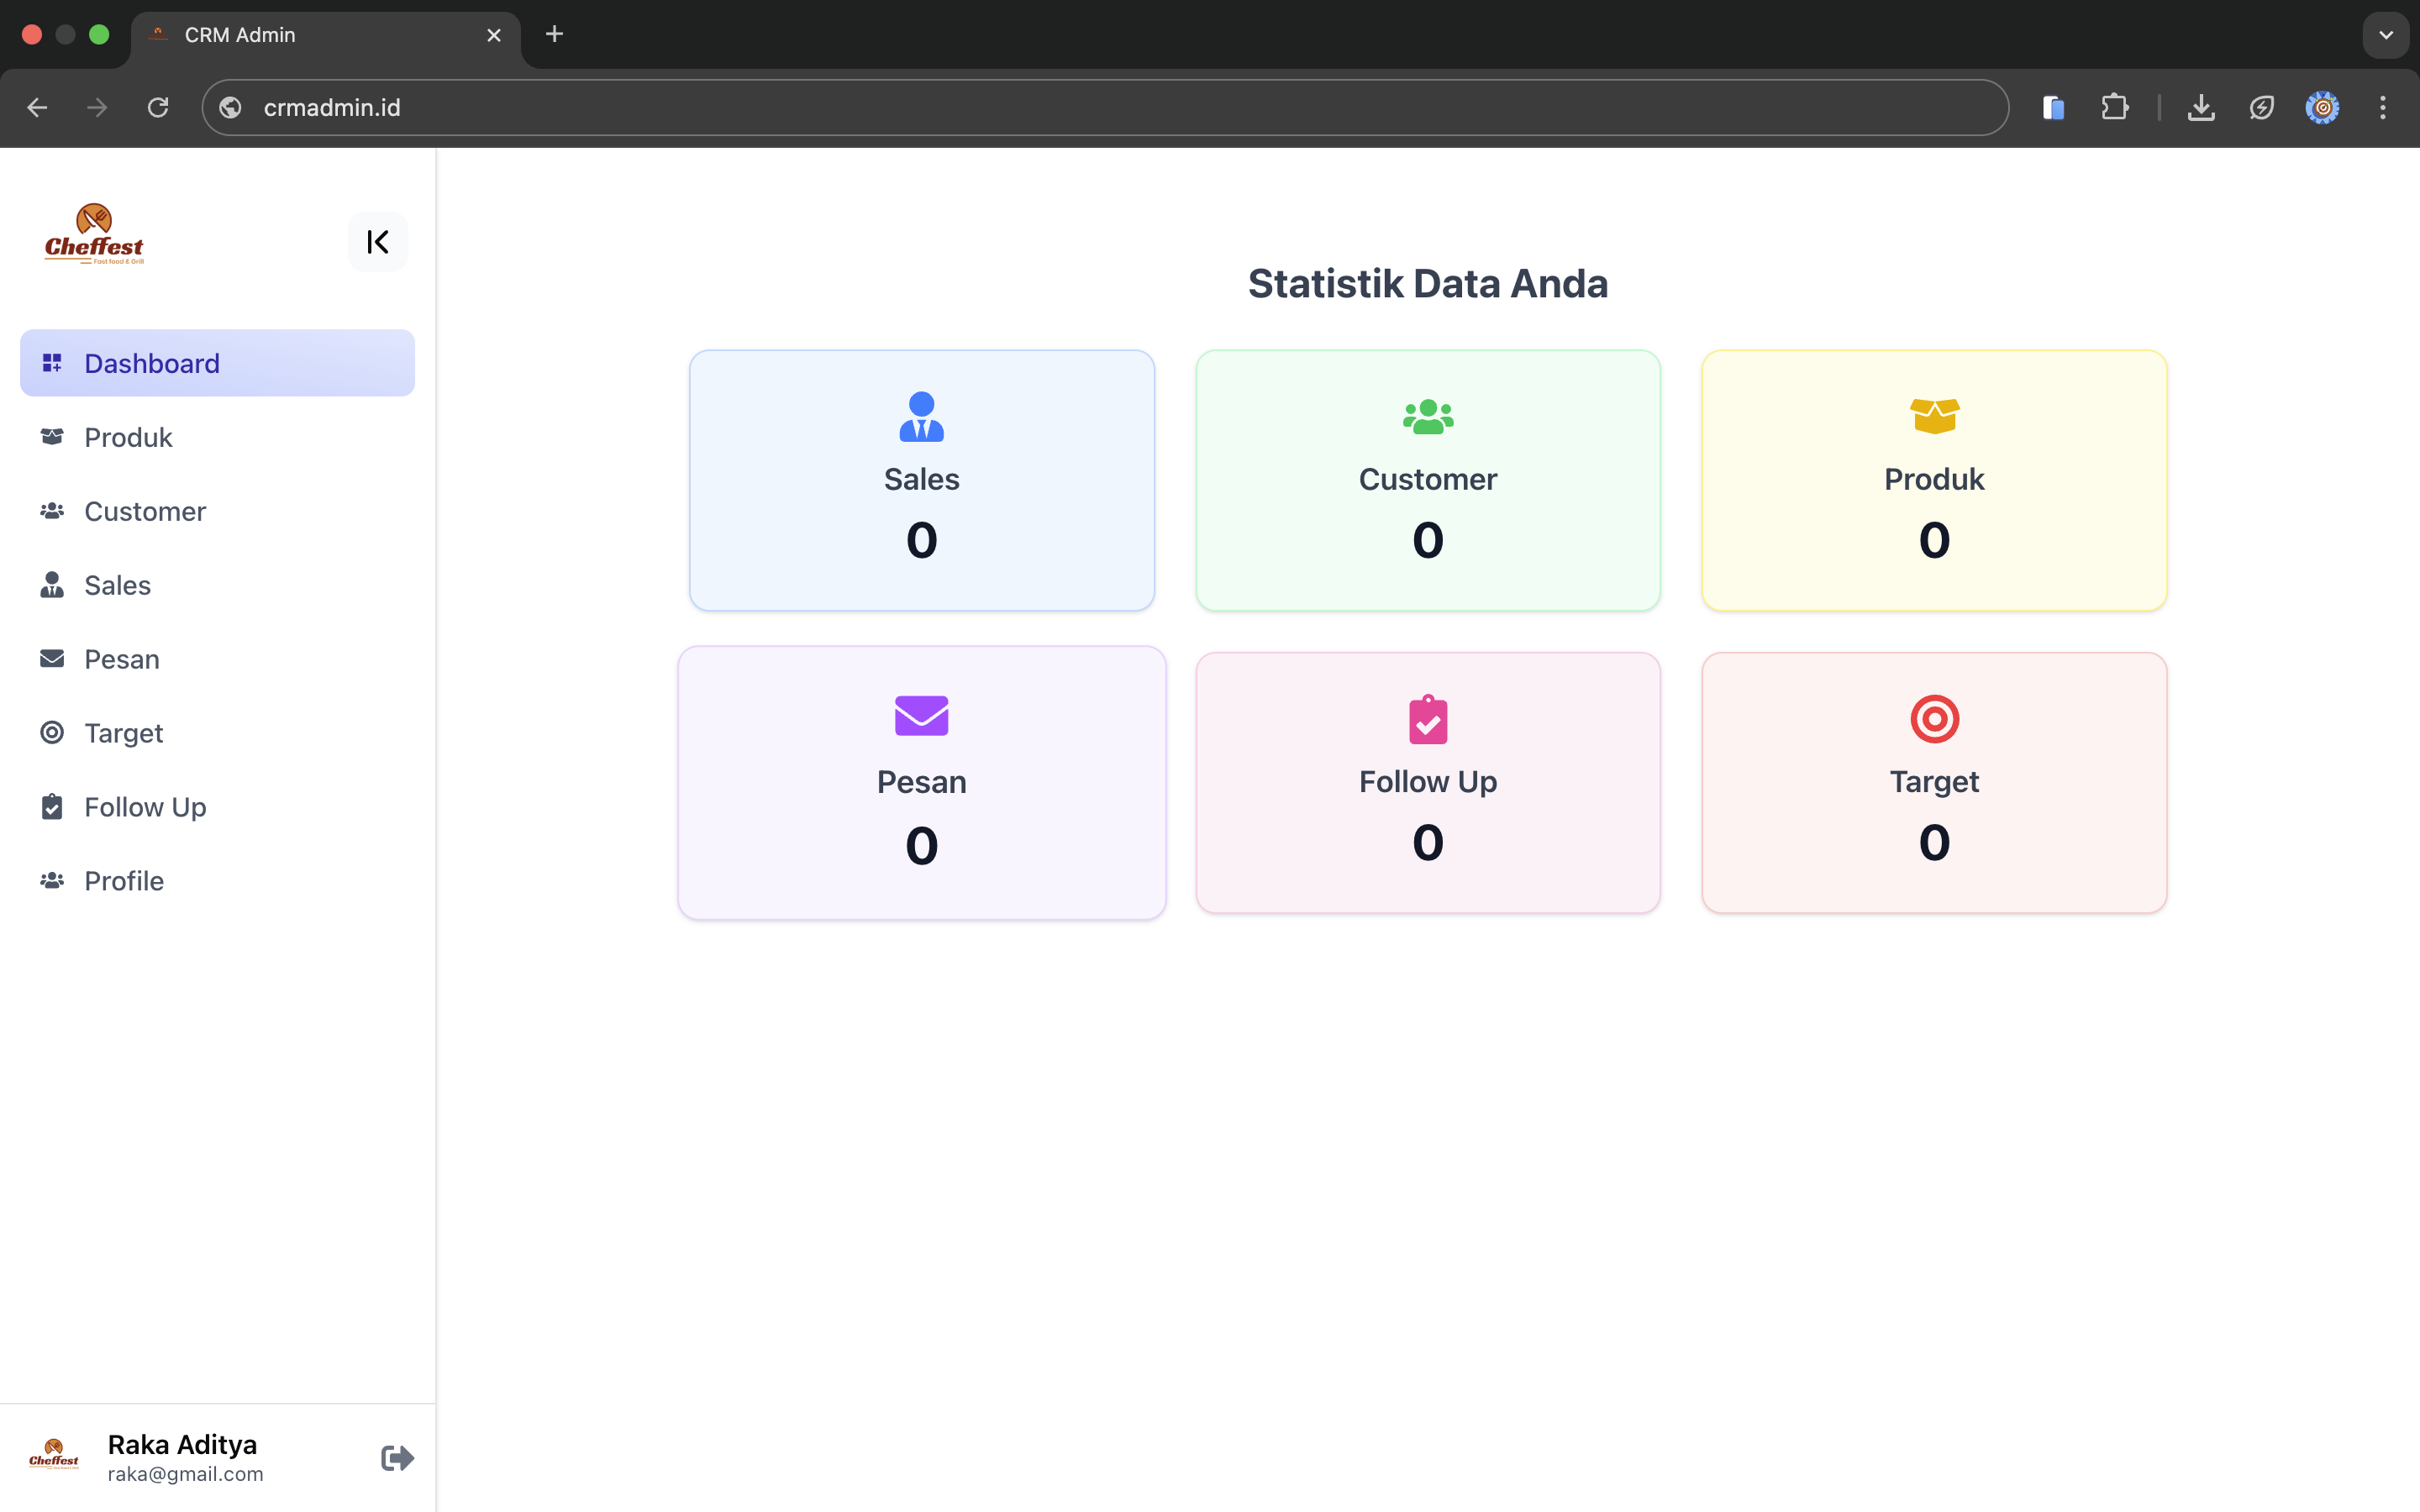 CRM Admin
crmadmin.id
Cheffest
Fast food & Grill
Dashboard
Produk
Customer
Sales
Pesan
Target
Follow Up
Profile
Statistik Data Anda
Sales
0
Customer
0
Produk
0
Pesan
0
Follow Up
0
Target
0
Cheffest
Raka Aditya
raka@gmail.com